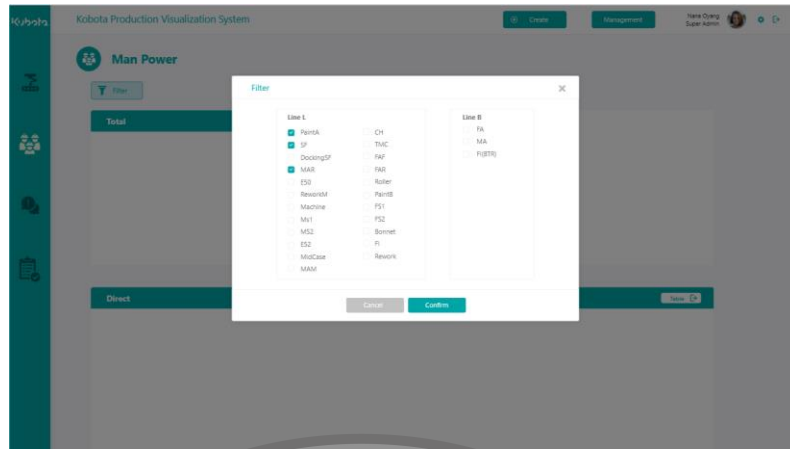 Kubota
Kobota Production Visualization System
Create
Management
Nene Oyang
Super Admin
Man Power
Filter
Total
Filter
Line L
PaintA
SF
DockingSF
MAR
ES0
ReworkM
Machine
Mx1
MS2
ES2
MidCase
MAM
CH
TMC
FAF
FAR
Roller
PaintB
FS1
FS2
Bonnet
Fi
Rework
Line B
FA
MA
FI(BTR)
Cancel
Confirm
Direct
New